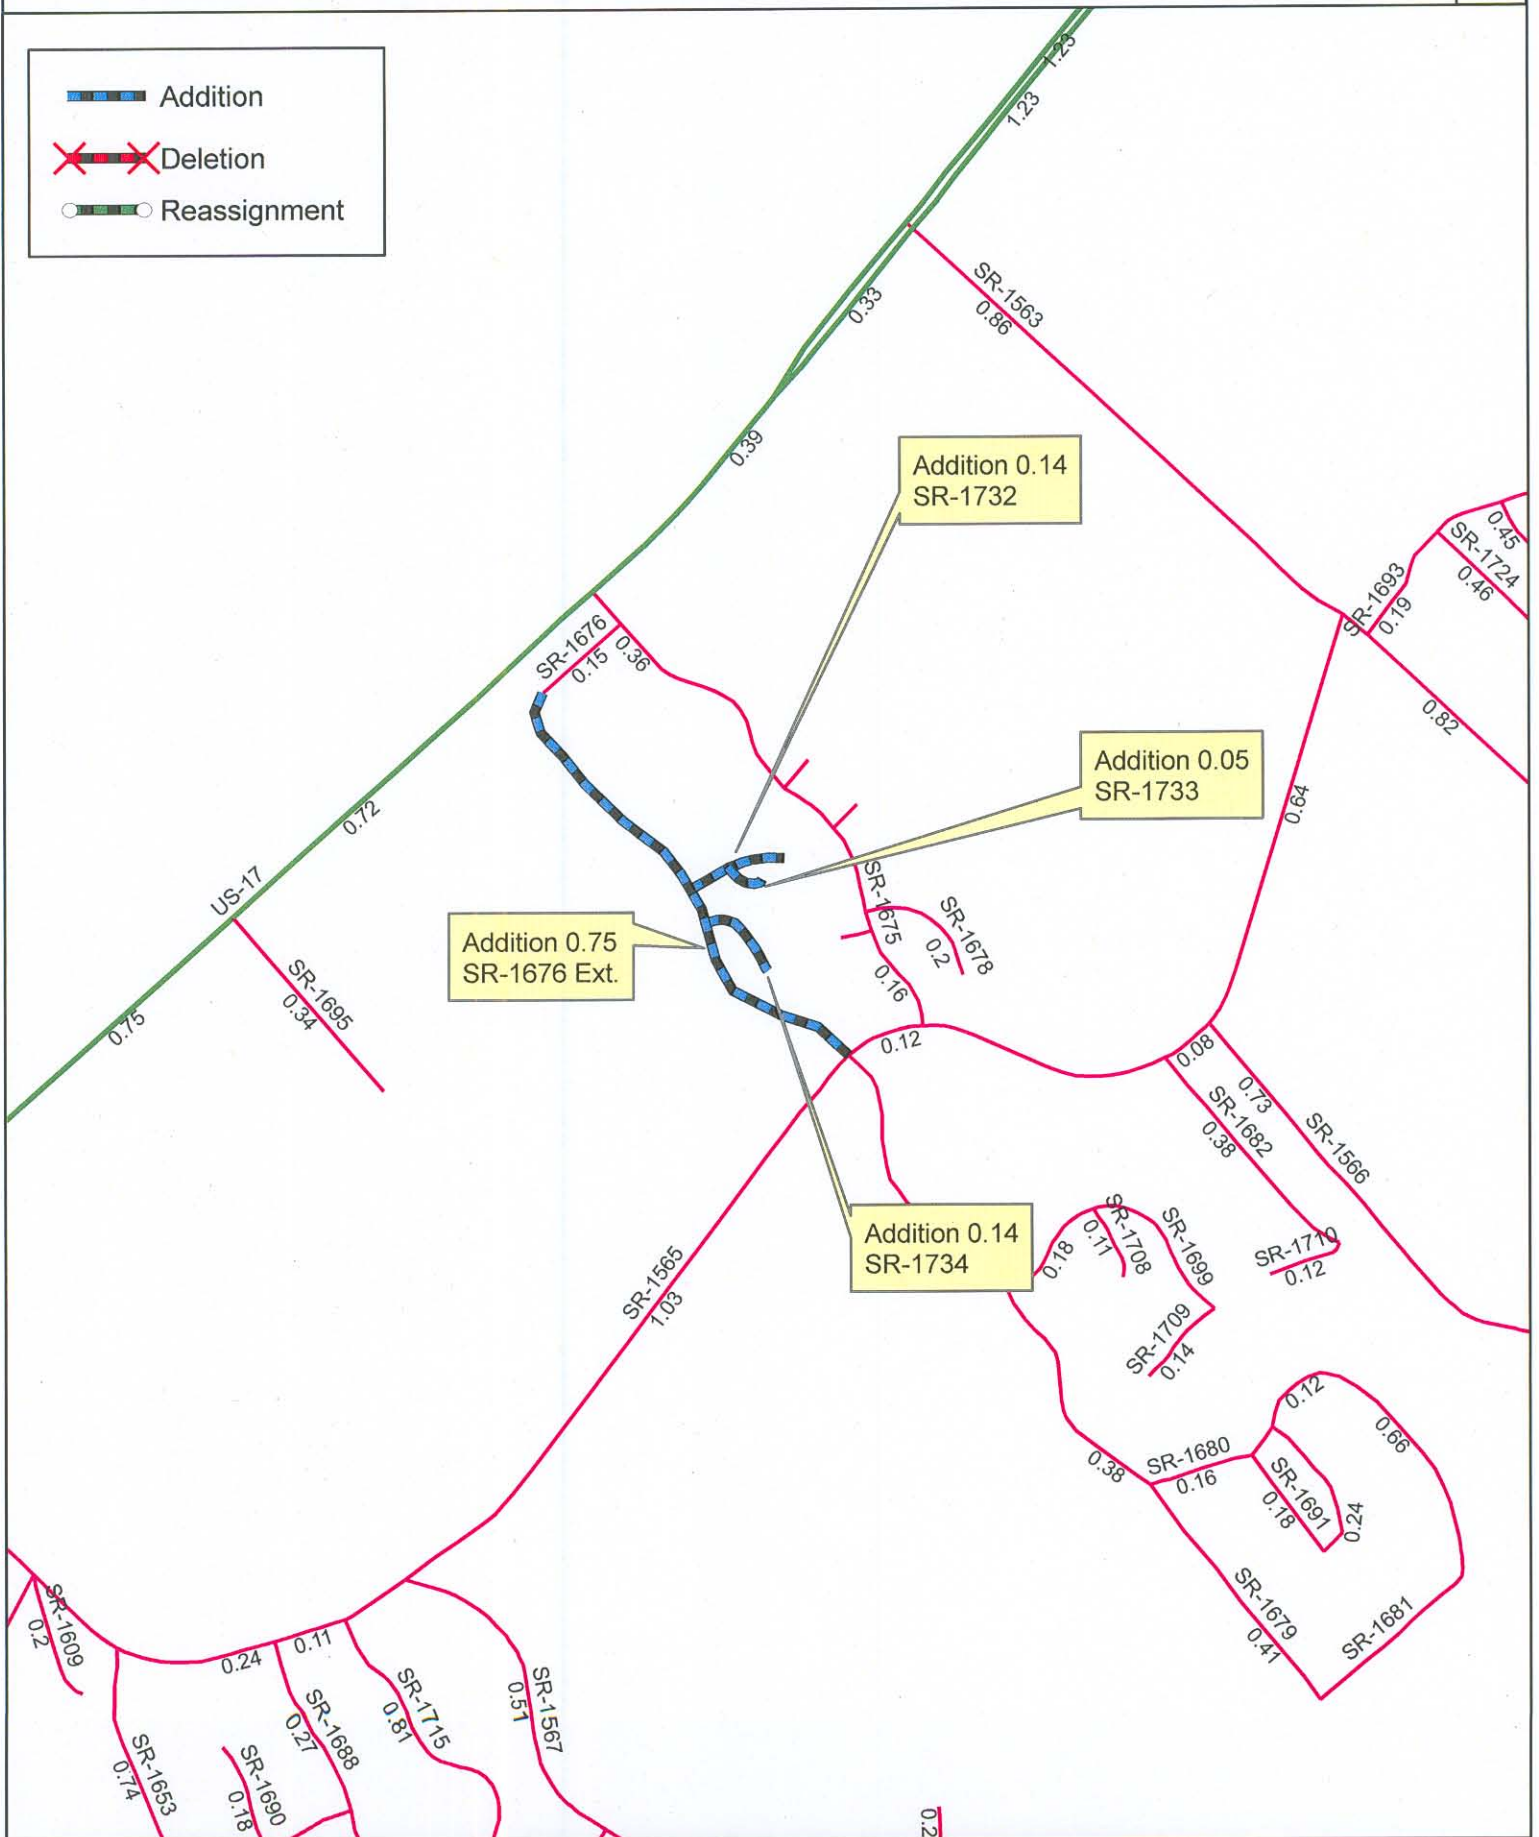 Addition
Deletion
Reassignment
1.23
1.23
0.33
SR-1563
0.86
0.39
Addition 0.14
SR-1732
0.45
SR-1724
0.46
SR-1693
0.19
SR-1676
0.15
0.36
0.82
Addition 0.05
SR-1733
0.64
0.72
US-17
SR-1675
SR-1678
0.2
0.16
Addition 0.75
SR-1676 Ext.
SR-1695
0.34
0.75
0.12
0.08
0.73
SR-1682
0.38
SR-1566
Addition 0.14
SR-1734
0.18
SR-1708
0.11
SR-1699
SR-1710
0.12
SR-1565
1.03
SR-1709
0.14
0.12
0.66
0.38
SR-1680
0.16
SR-1691
0.18
0.24
SR-1679
0.41
SR-1681
SR-1609
0.2
0.24
0.11
SR-1688
0.27
SR-1715
0.81
SR-1567
0.51
SR-1653
0.74
SR-1690
0.18
0.2